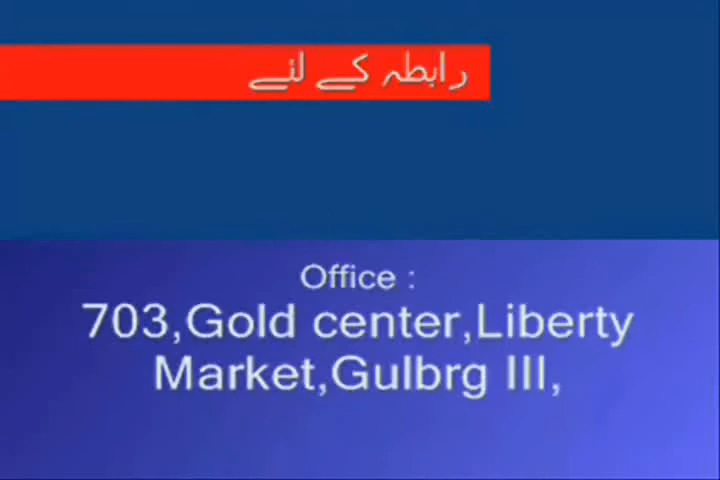 رابطہ کے لئے
Office :
703,Gold center,Liberty
Market,Gulbrg III,